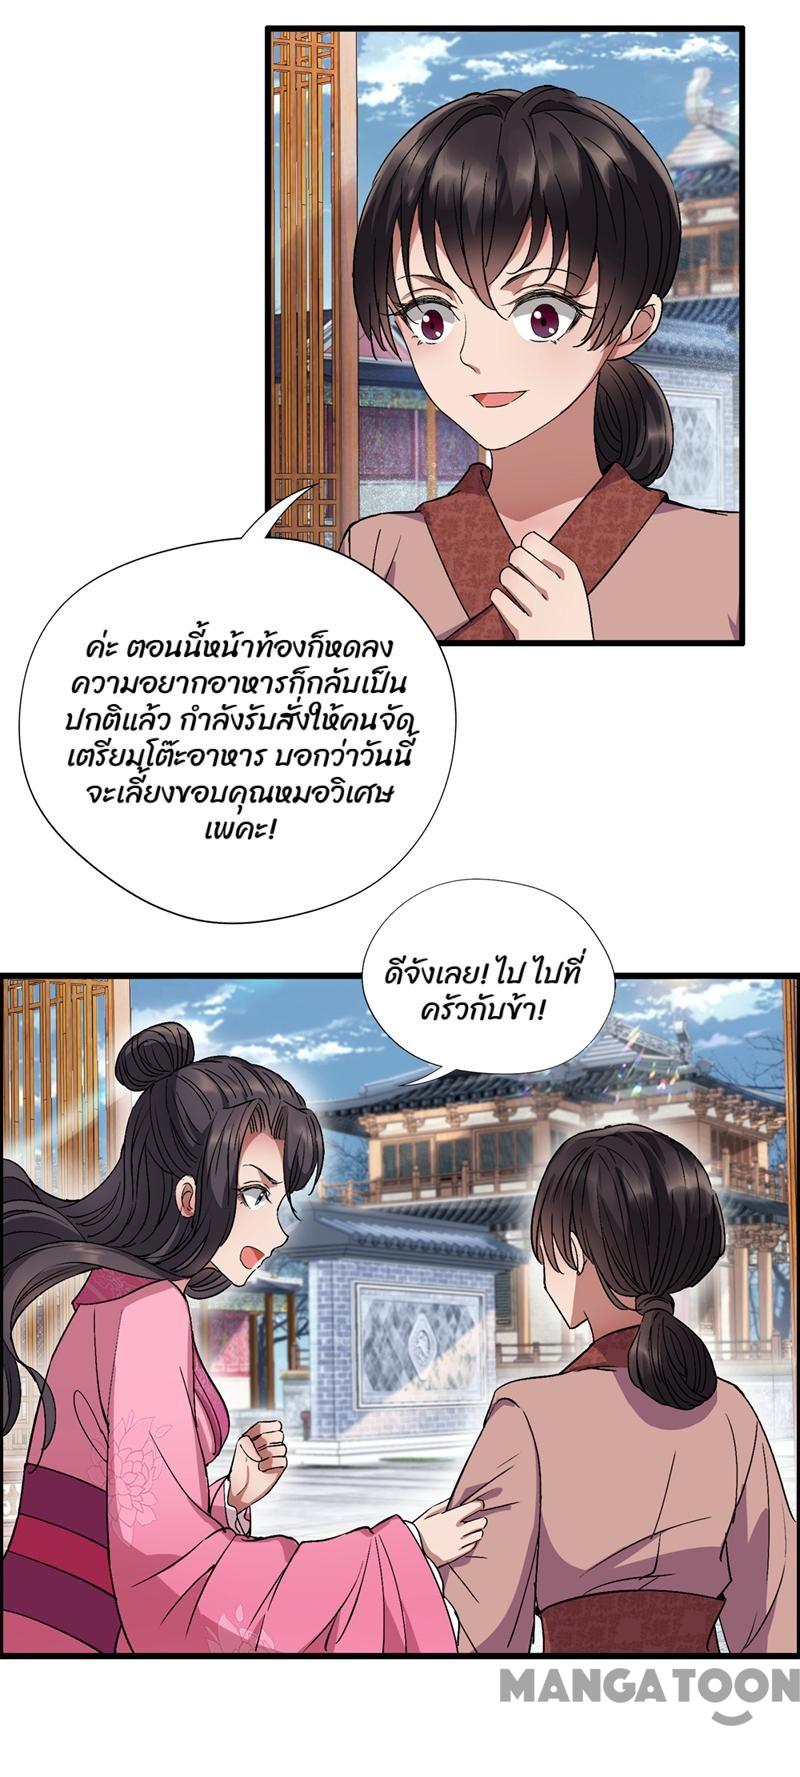 ค่ะ ตอนนี้หน้าท้องก็หดลง
ความอยากอาหารก็กลับเป็น
ปกติแล้ว กำลังรับสั่งให้คนจัด
เตรียมโต๊ะอาหาร บอกว่าวันนี้
จะเลี้ยงขอบคุณหมอวิเศษ
เพคะ!
ดีจังเลย! ไป ไปที่
ครัวกับข้า!
MANGATOON